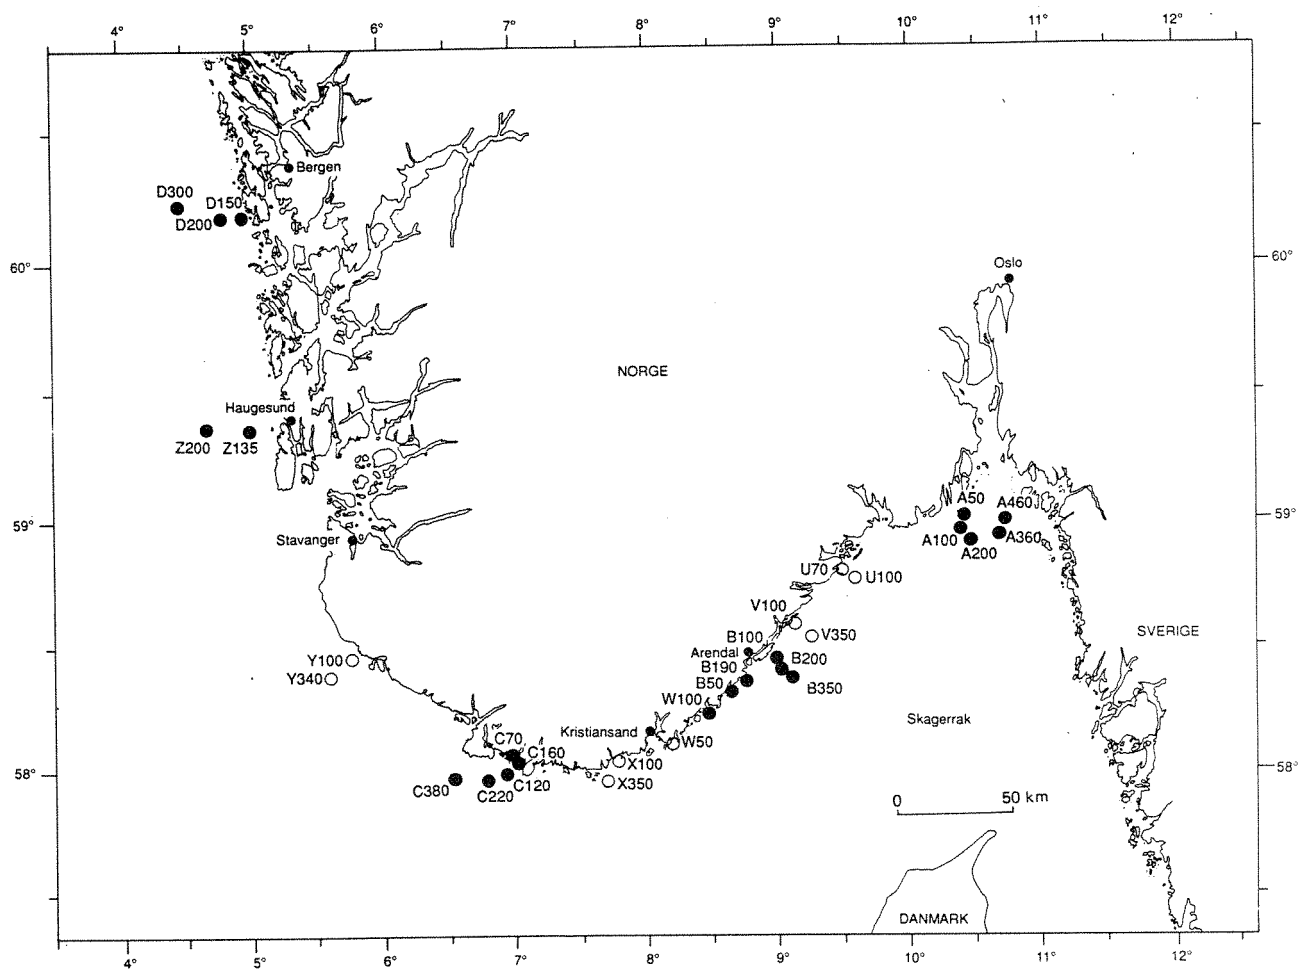 4° 5° 6° 7° 8° 9° 10° 11° 12°
Bergen
D300
D150
D200
60°
60°
Oslo
NORGE
Haugesund
Z200 Z135
A50
A460
59°
59°
Stavanger
A100
A360
A200
U70
U100
V100
B100
V350
SVERIGE
Arendal
Y100
B200
B190
Y340
B50
B350
W100
Skagerrak
Kristiansand
C70
W50
C160
X100
58°
58°
C380
C120
X350
C220
0 50 km
DANMARK
4° 5° 6° 7° 8° 9° 10° 11° 12°